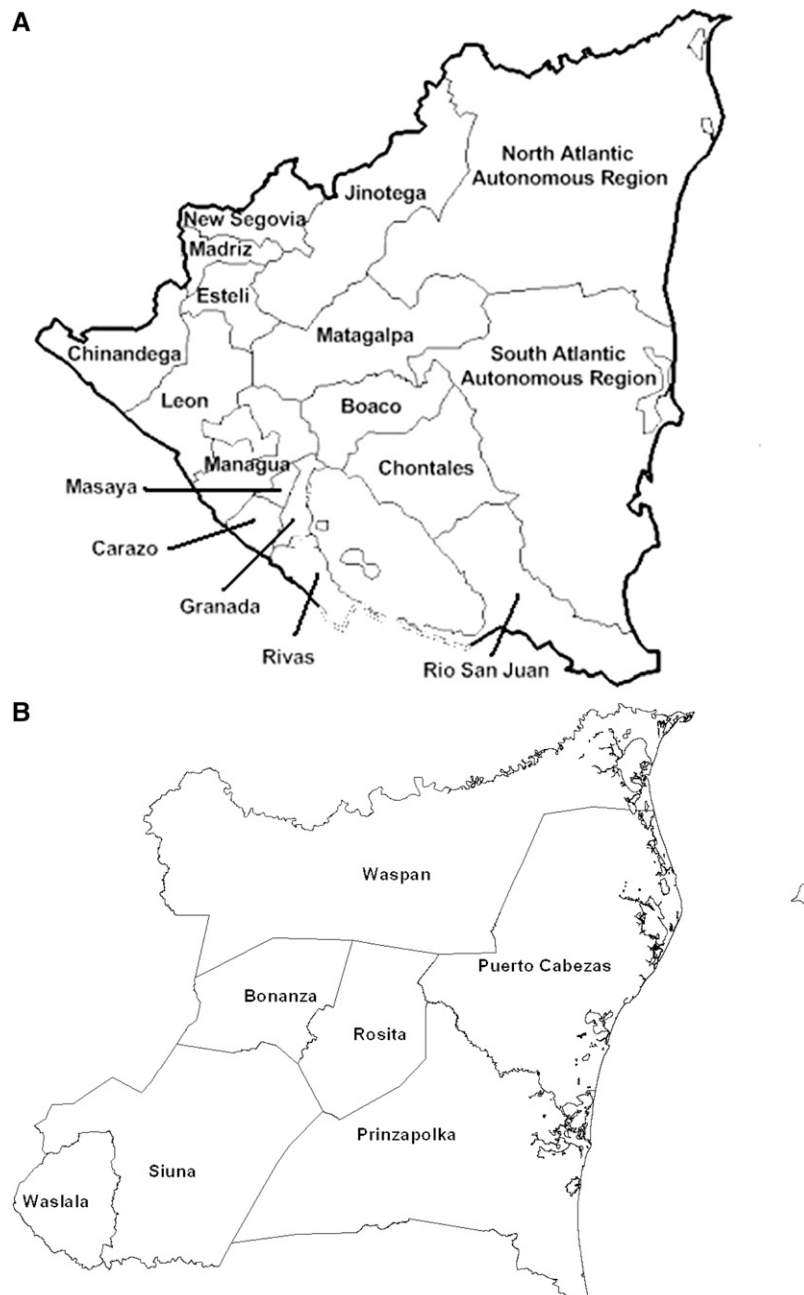 A
North Atlantic
Autonomous Region
Jinotega
New Segovia
Madriz
Esteli
Chinandega
Matagalpa
South Atlantic
Autonomous Region
Leon
Boaco
Managua
Chontales
Masaya
Carazo
Granada
Rivas
Rio San Juan
B
Waspan
Puerto Cabezas
Bonanza
Rosita
Prinzapolka
Siuna
Waslala